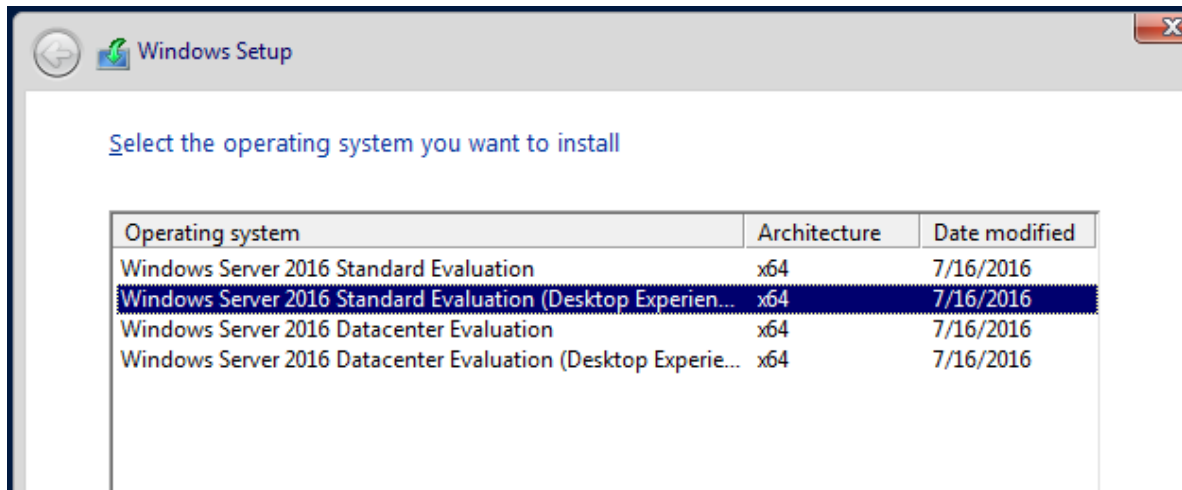 Windows Setup
Select the operating system you want to install
Operating system Architecture Date modified
Windows Server 2016 Standard Evaluation x64 7/16/2016
Windows Server 2016 Standard Evaluation (Desktop Experien... x64 7/16/2016
Windows Server 2016 Datacenter Evaluation x64 7/16/2016
Windows Server 2016 Datacenter Evaluation (Desktop Experie... x64 7/16/2016